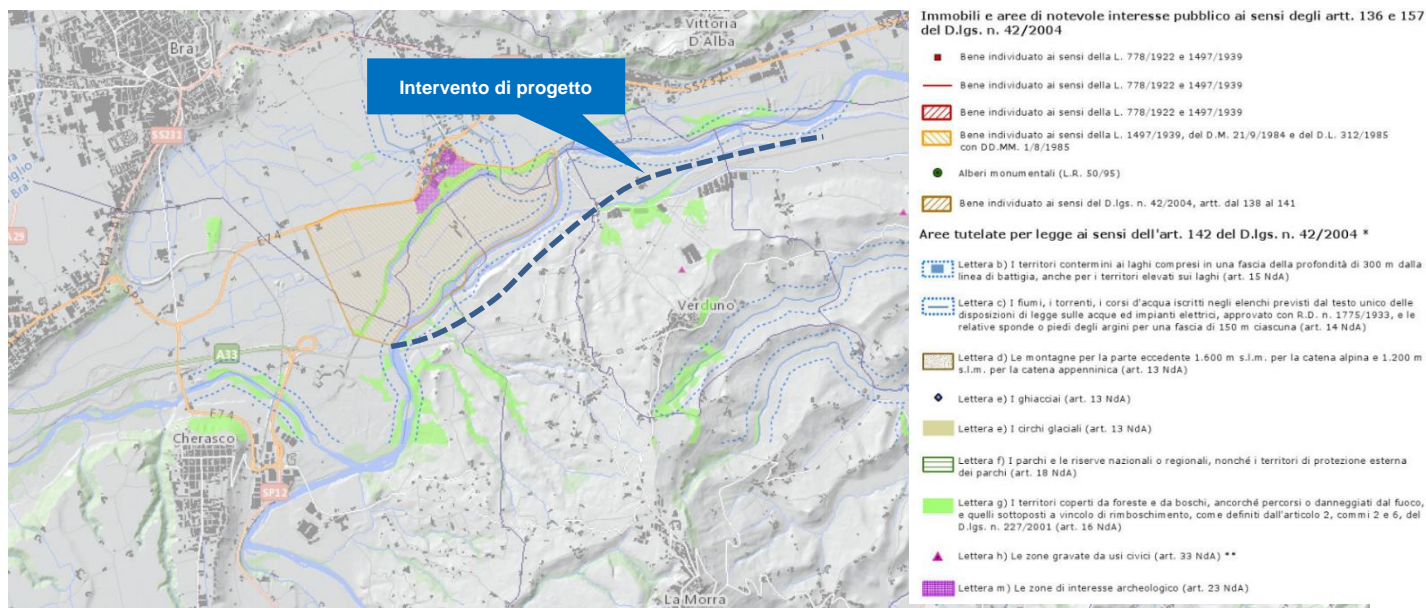 Vittoria
D'Alba
Bra
Intervento di progetto
SS231
SS231
Bra
A29
E74
SP7
Verduno
A33
E74
Cherasco
SP12
La Morra
Immobili e aree di notevole interesse pubblico ai sensi degli artt. 136 e 157
del D.lgs. n. 42/2004
Bene individuato ai sensi della L. 778/1922 e 1497/1939
Bene individuato ai sensi della L. 778/1922 e 1497/1939
Bene individuato ai sensi della L. 778/1922 e 1497/1939
Bene individuato ai sensi della L. 1497/1939, del D.M. 21/9/1984 e del D.L. 312/1985
con DD.MM. 1/8/1985
Alberi monumentali (L.R. 50/95)
Bene individuato ai sensi del D.lgs. n. 42/2004, artt. dal 138 al 141
Aree tutelate per legge ai sensi dell'art. 142 del D.lgs. n. 42/2004 *
Lettera b) I territori contermini ai laghi compresi in una fascia della profondità di 300 m dalla
linea di battigia, anche per i territori elevati sui laghi (art. 15 NdA)
Lettera c) I fiumi, i torrenti, i corsi d'acqua iscritti negli elenchi previsti dal testo unico delle
disposizioni di legge sulle acque ed impianti elettrici, approvato con R.D. n. 1775/1933, e le
relative sponde o piedi degli argini per una fascia di 150 m ciascuna (art. 14 NdA)
Lettera d) Le montagne per la parte eccedente 1.600 m s.l.m. per la catena alpina e 1.200 m
s.l.m. per la catena appenninica (art. 13 NdA)
Lettera e) I ghiacciai (art. 13 NdA)
Lettera e) I circhi glaciali (art. 13 NdA)
Lettera f) I parchi e le riserve nazionali o regionali, nonché i territori di protezione esterna
dei parchi (art. 18 NdA)
Lettera g) I territori coperti da foreste e da boschi, ancorché percorsi o danneggiati dal fuoco,
e quelli sottoposti a vincolo di rimboschimento, come definiti dall'articolo 2, commi 2 e 6, del
D.lgs. n. 227/2001 (art. 16 NdA)
Lettera h) Le zone gravate da usi civici (art. 33 NdA) **
Lettera m) Le zone di interesse archeologico (art. 23 NdA)